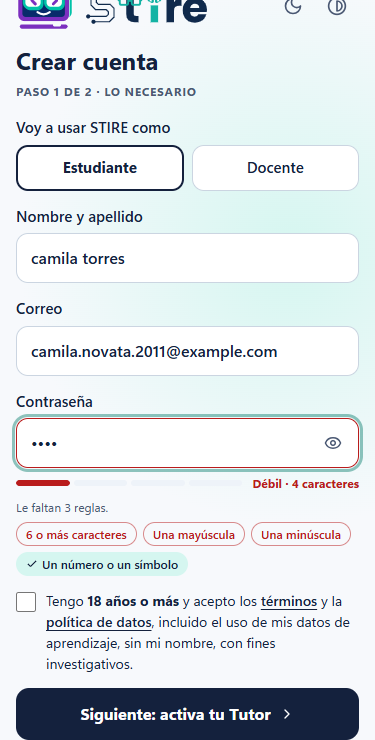 Stire
Crear cuenta
PASO 1 DE 2 · LO NECESARIO
Voy a usar STIRE como
Estudiante
Docente
Nombre y apellido
camila torres
Correo
camila.novata.2011@example.com
Contraseña
••••
Débil · 4 caracteres
Le faltan 3 reglas.
6 o más caracteres
Una mayúscula
Una minúscula
✓ Un número o un símbolo
Tengo 18 años o más y acepto los términos y la
política de datos, incluido el uso de mis datos de
aprendizaje, sin mi nombre, con fines
investigativos.
Siguiente: activa tu Tutor